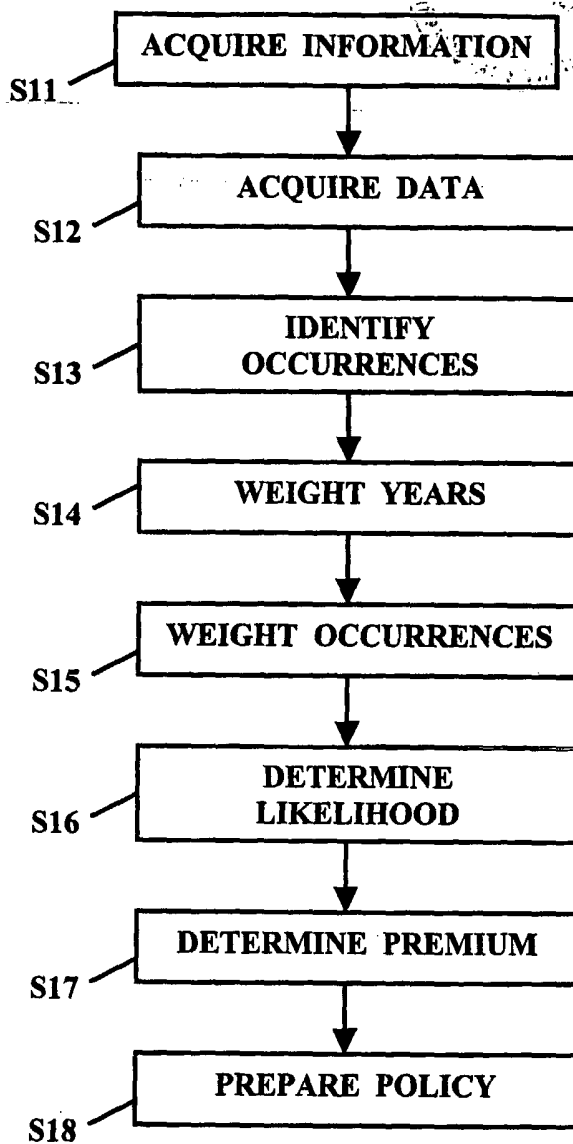 ACQUIRE INFORMATION
S11
ACQUIRE DATA
S12
IDENTIFY
OCCURRENCES
S13
WEIGHT YEARS
S14
WEIGHT OCCURRENCES
S15
DETERMINE
LIKELIHOOD
S16
DETERMINE PREMIUM
S17
PREPARE POLICY
S18